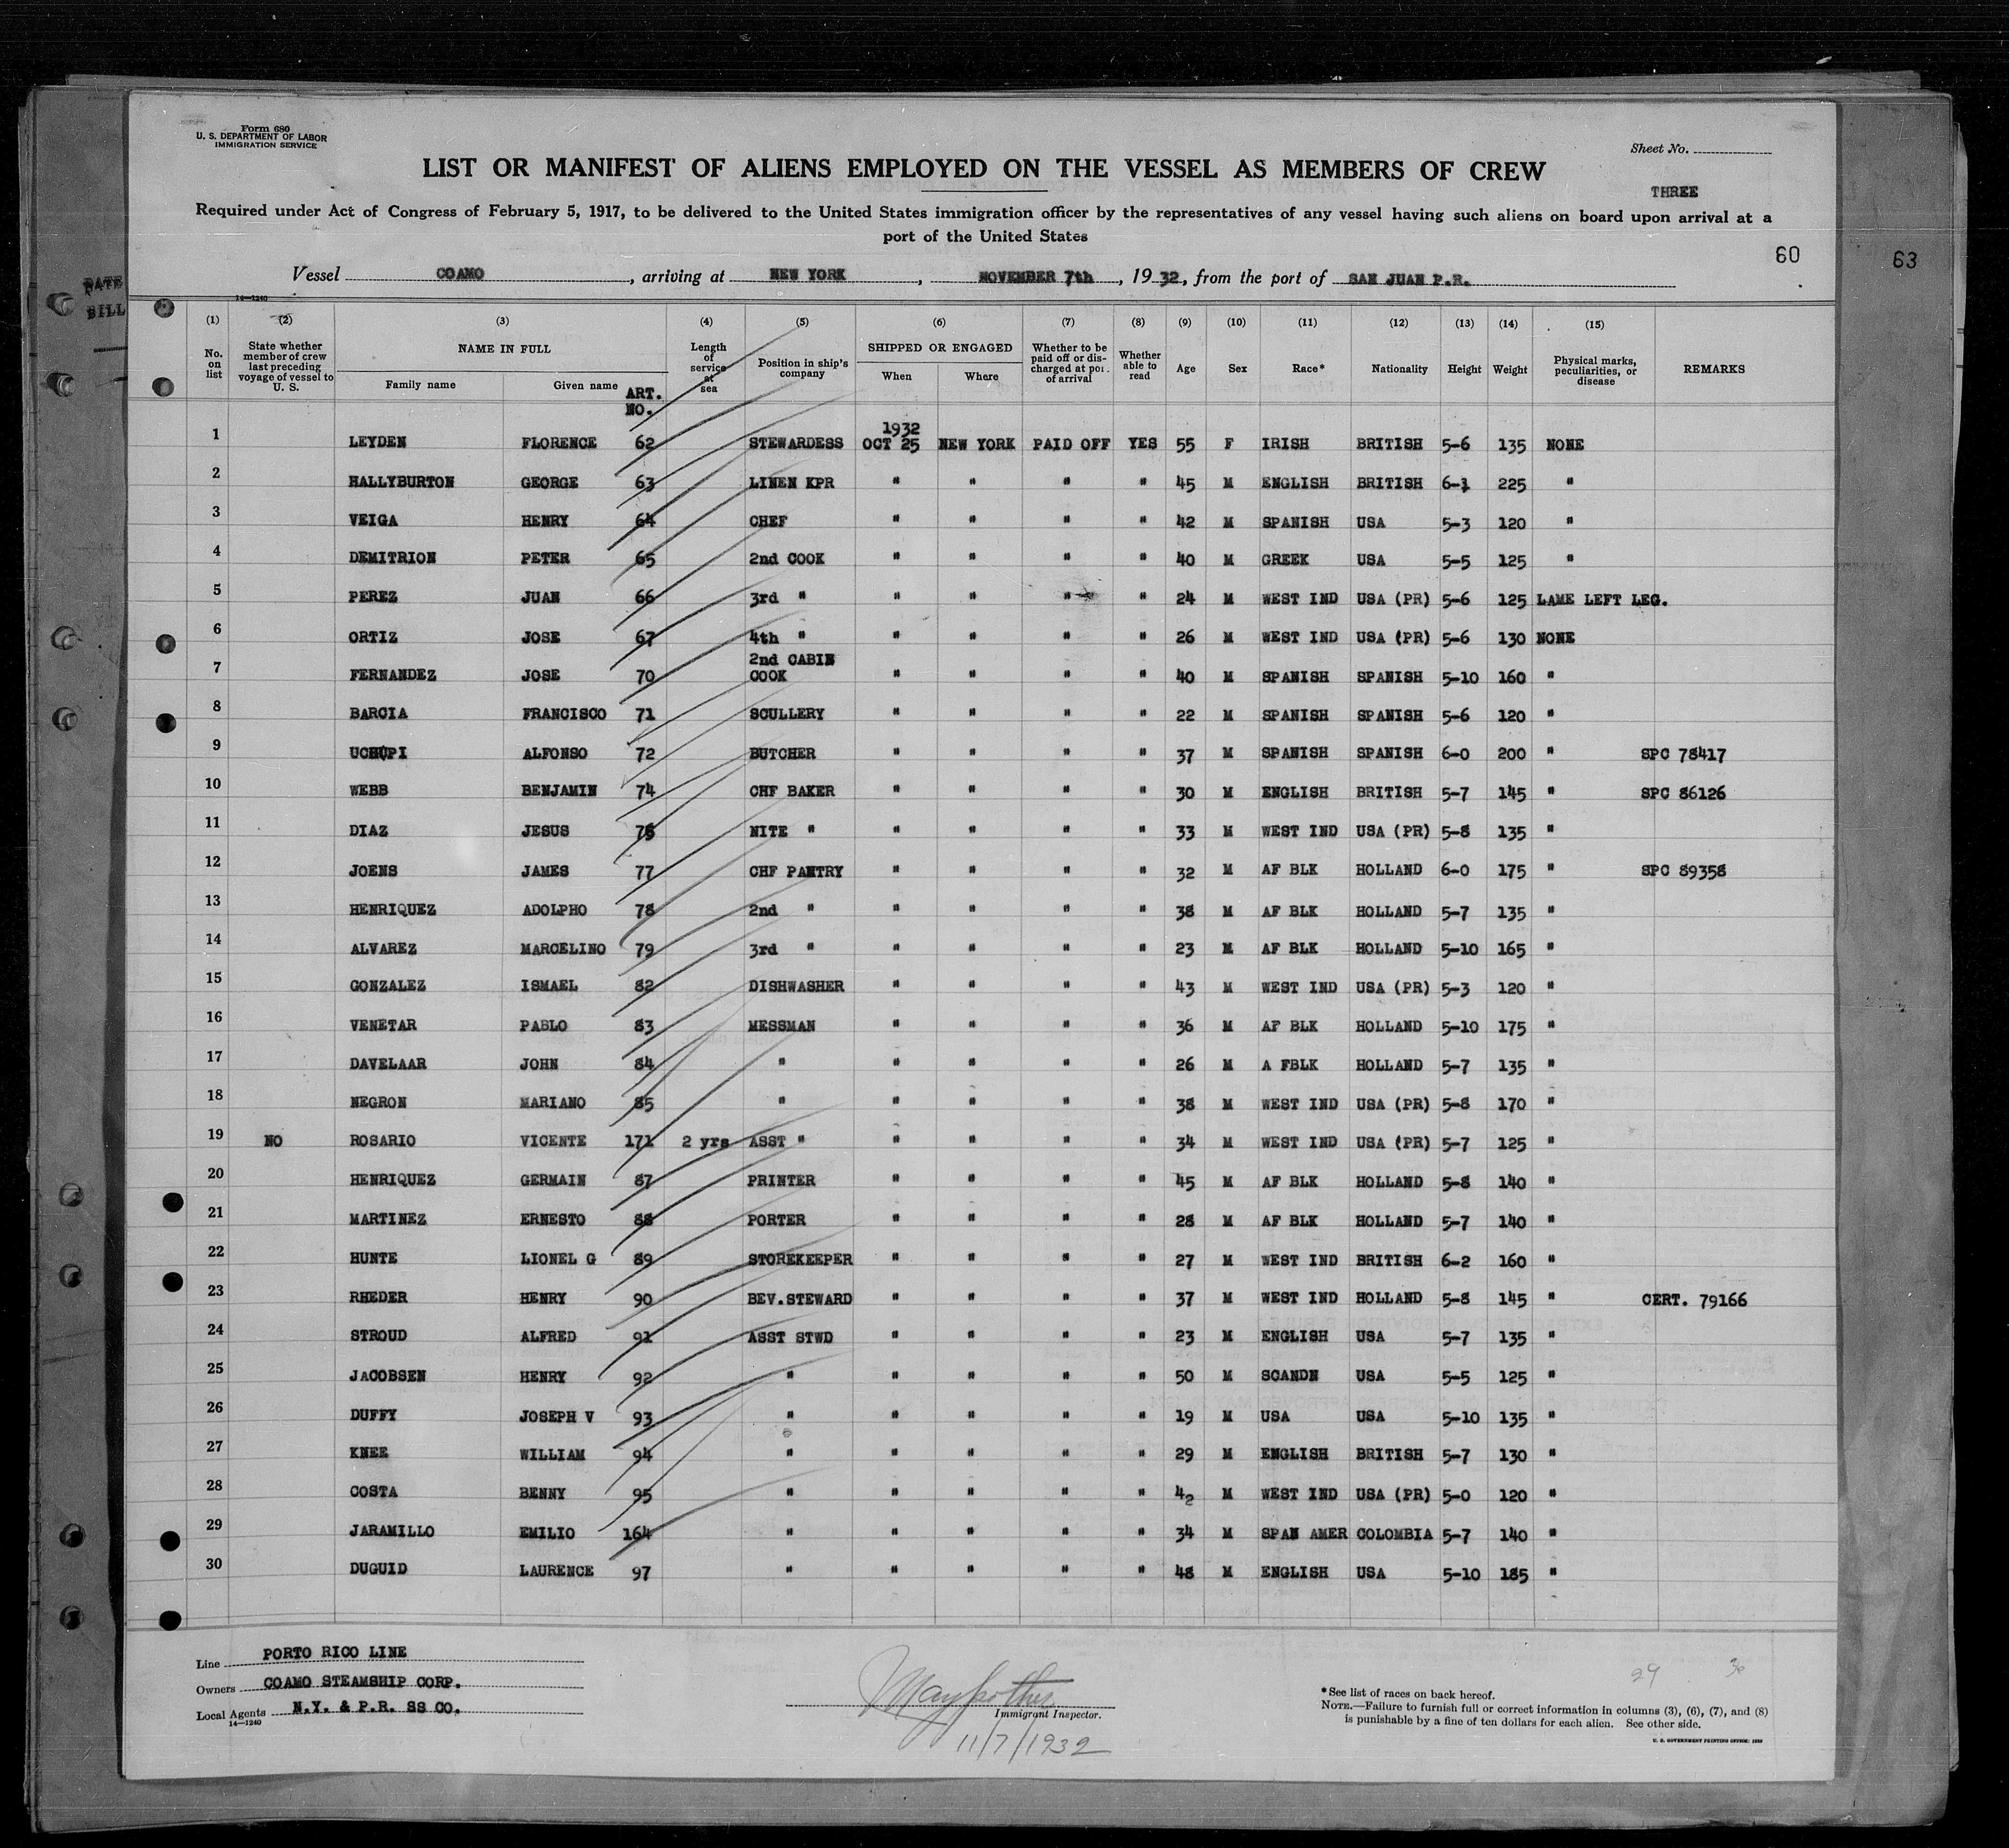 Form 680
U. S. DEPARTMENT OF LABOR
IMMIGRATION SERVICE
Sheet No.
LIST OR MANIFEST OF ALIENS EMPLOYED ON THE VESSEL AS MEMBERS OF CREW
THREE
Required under Act of Congress of February 5, 1917, to be delivered to the United States immigration officer by the representatives of any vessel having such aliens on board upon arrival at a
port of the United States
60
63
Vessel COAMO, arriving at NEW YORK, NOVEMBER 7th, 1932, from the port of SAN JUAN P.R.
DATE
BILL
14—1240
(1) (2) (3) (4) (5) (6) (7) (8) (9) (10) (11) (12) (13) (14) (15)
No. on list
State whether member of crew last preceding voyage of vessel to U. S.
NAME IN FULL
Family name
Given name
ART. NO.
Length of service at sea
Position in ship's company
SHIPPED OR ENGAGED
When
Where
Whether to be paid off or discharged at port of arrival
Whether able to read
Age
Sex
Race*
Nationality
Height
Weight
Physical marks, peculiarities, or disease
REMARKS
1932
1 LEYDEN FLORENCE 62 STEWARDESS OCT 25 NEW YORK PAID OFF YES 55 F IRISH BRITISH 5-6 135 NONE
2 HALLYBURTON GEORGE 63 LINEN KPR " " " " 45 M ENGLISH BRITISH 6-1 225 "
3 VEIGA HENRY 64 CHEF " " " " 42 M SPANISH USA 5-3 120 "
4 DEMITRION PETER 65 2nd COOK " " " " 40 M GREEK USA 5-5 125 "
5 PEREZ JUAN 66 3rd " " " " " 24 M WEST IND USA (PR) 5-6 125 LAME LEFT LEG.
6 ORTIZ JOSE 67 4th " " " " " 26 M WEST IND USA (PR) 5-6 130 NONE
7 FERNANDEZ JOSE 70 2nd CABIN COOK " " " " 40 M SPANISH SPANISH 5-10 160 "
8 BARCIA FRANCISCO 71 SCULLERY " " " " 22 M SPANISH SPANISH 5-6 120 "
9 UCHUPI ALFONSO 72 BUTCHER " " " " 37 M SPANISH SPANISH 6-0 200 " SPC 78417
10 WEBB BENJAMIN 74 CHF BAKER " " " " 30 M ENGLISH BRITISH 5-7 145 " SPC 86126
11 DIAZ JESUS 75 NITE " " " " " 33 M WEST IND USA (PR) 5-8 135 "
12 JOENS JAMES 77 CHF PANTRY " " " " 32 M AF BLK HOLLAND 6-0 175 " SPC 89358
13 HENRIQUEZ ADOLPHO 78 2nd " " " " " 38 M AF BLK HOLLAND 5-7 135 "
14 ALVAREZ MARCELINO 79 3rd " " " " " 23 M AF BLK HOLLAND 5-10 165 "
15 GONZALEZ ISMAEL 82 DISHWASHER " " " " 43 M WEST IND USA (PR) 5-3 120 "
16 VENETAR PABLO 83 MESSMAN " " " " 36 M AF BLK HOLLAND 5-10 175 "
17 DAVELAAR JOHN 84 " " " " " 26 M A FBLK HOLLAND 5-7 135 "
18 NEGRON MARIANO 85 " " " " " 38 M WEST IND USA (PR) 5-8 170 "
19 NO ROSARIO VICENTE 171 2 yrs ASST " " " " " 34 M WEST IND USA (PR) 5-7 125 "
20 HENRIQUEZ GERMAIN 87 PRINTER " " " " 45 M AF BLK HOLLAND 5-8 140 "
21 MARTINEZ ERNESTO 88 PORTER " " " " 28 M AF BLK HOLLAND 5-7 140 "
22 HUNTE LIONEL G 89 STOREKEEPER " " " " 27 M WEST IND BRITISH 6-2 160 "
23 RHEDER HENRY 90 BEV.STEWARD " " " " 37 M WEST IND HOLLAND 5-8 145 " CERT. 79166
24 STROUD ALFRED 91 ASST STWD " " " " 23 M ENGLISH USA 5-7 135 "
25 JACOBSEN HENRY 92 " " " " " 50 M SCANDN USA 5-5 125 "
26 DUFFY JOSEPH V 93 " " " " " 19 M USA USA 5-10 135 "
27 KNEE WILLIAM 94 " " " " " 29 M ENGLISH BRITISH 5-7 130 "
28 COSTA BENNY 95 " " " " " 42 M WEST IND USA (PR) 5-0 120 "
29 JARAMILLO EMILIO 164 " " " " " 34 M SPAN AMER COLOMBIA 5-7 140 "
30 DUGUID LAURENCE 97 " " " " " 48 M ENGLISH USA 5-10 185 "
Line PORTO RICO LINE
Owners COAMO STEAMSHIP CORP.
Local Agents N.Y. & P.R. SS CO.
14—1240
Immigrant Inspector.
11/7/1932
29 30
*See list of races on back hereof.
NOTE.—Failure to furnish full or correct information in columns (3), (6), (7), and (8)
is punishable by a fine of ten dollars for each alien. See other side.